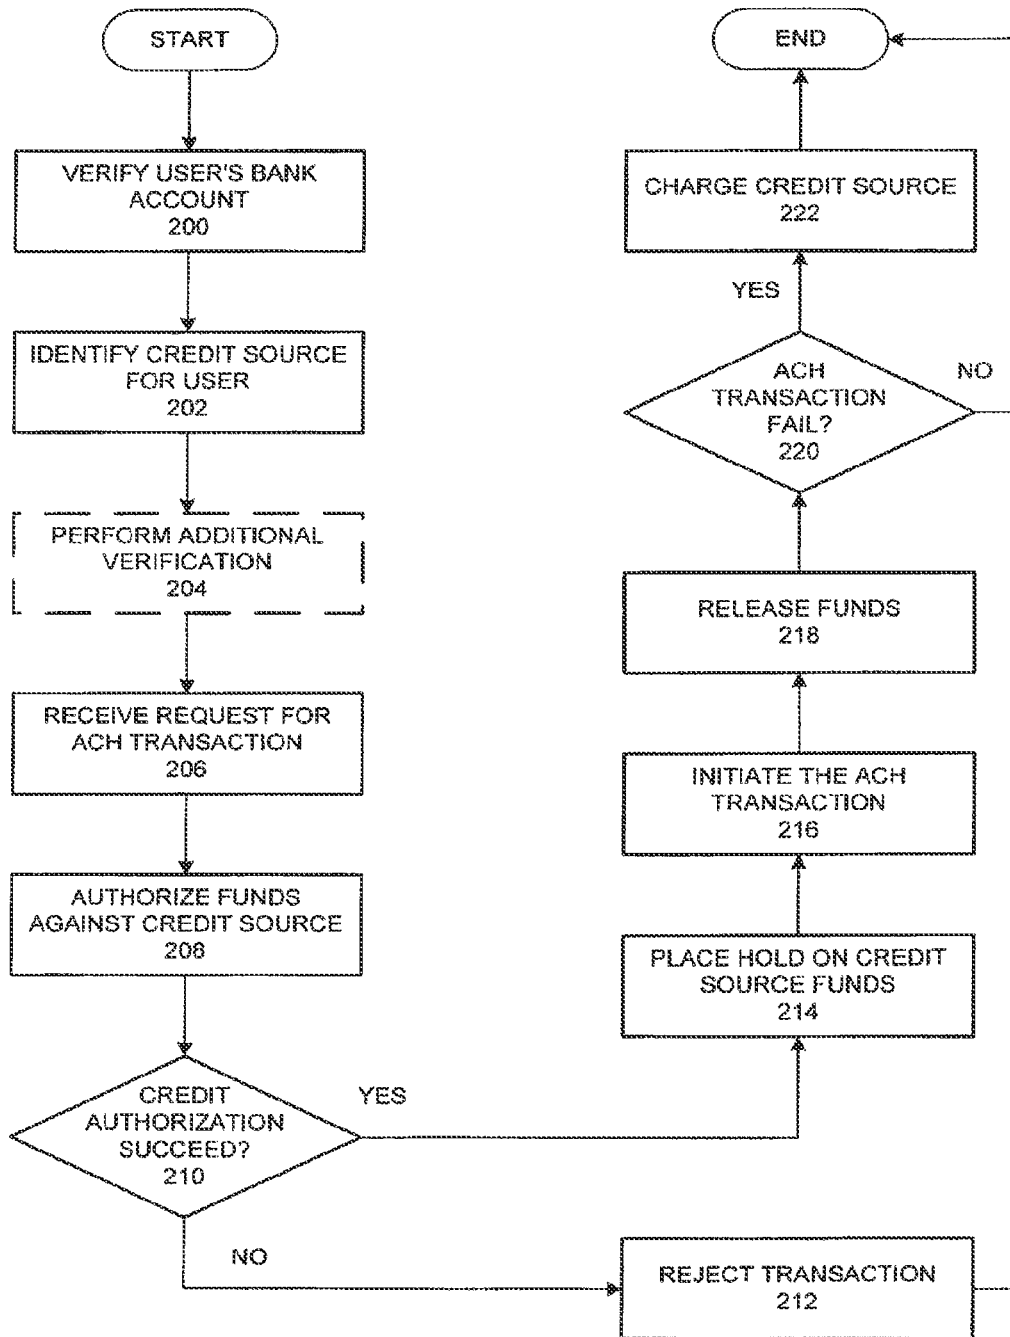 START
VERIFY USER'S BANK
ACCOUNT
200
IDENTIFY CREDIT SOURCE
FOR USER
202
PERFORM ADDITIONAL
VERIFICATION
204
RECEIVE REQUEST FOR
ACH TRANSACTION
206
AUTHORIZE FUNDS
AGAINST CREDIT SOURCE
208
CREDIT
AUTHORIZATION
SUCCEED?
210
YES
NO
REJECT TRANSACTION
212
PLACE HOLD ON CREDIT
SOURCE FUNDS
214
INITIATE THE ACH
TRANSACTION
216
RELEASE FUNDS
218
ACH
TRANSACTION
FAIL?
220
YES
NO
CHARGE CREDIT SOURCE
222
END